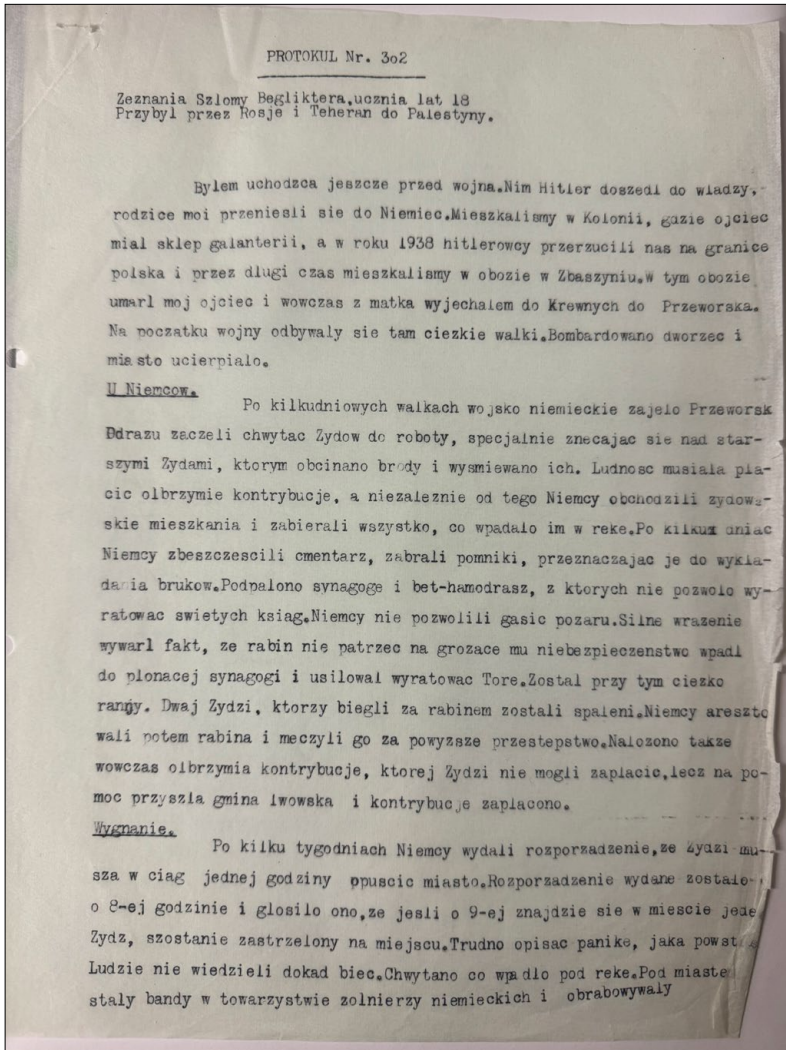 PROTOKUL Nr. 3o2
Zeznania Szlomy Begliktera,ucznia lat 18
Przybyl przez Rosje i Teheran do Palestyny.
Bylem uchodzca jeszcze przed wojna.Nim Hitler doszedl do wladzy,
rodzice moi przeniesli sie do Niemiec.Mieszkalismy w Kolonii, gdzie ojciec
mial sklep galanterii, a w roku 1938 hitlerowcy przerzucili nas na granice
polska i przez dlugi czas mieszkalismy w obozie w Zbaszyniu.w tym obozie
umarl moj ojciec i wowczas z matka wyjechalem do Krewnych do Przeworska.
Na poczatku wojny odbywaly sie tam ciezkie walki.Bombardowano dworzec i
miasto ucierpialo.
U Niemcow.
Po kilkudniowych walkach wojsko niemieckie zajelo Przeworsk
Odrazu zaczeli chwytac Zydow do roboty, specjalnie znecajac sie nad star-
szymi Zydami, ktorym obcinano brody i wysmiewano ich. Ludnosc musiala pla-
cic olbrzymie kontrybucje, a niezaleznie od tego Niemcy obchodzili zydow-
skie mieszkania i zabierali wszystko, co wpadalo im w reke.Po kilku dniac
Niemcy zbeszczescili cmentarz, zabrali pomniki, przeznaczajac je do wykla-
dania brukow.Podpalono synagoge i bet-hamodrasz, z ktorych nie pozwolo wy-
ratowac swietych ksiag.Niemcy nie pozwolili gasic pozaru.Silne wrazenie
wywarl fakt, ze rabin nie patrzec na grozace mu niebezpieczenstwo wpadl
do plonacej synagogi i usilowal wyratowac Tore.Zostal przy tym ciezko
ranny. Dwaj Zydzi, ktorzy biegli za rabinem zostali spaleni.Niemcy areszto
wali potem rabina i meczyli go za powyzsze przestepstwo.Nalozono takze
wowczas olbrzymia kontrybucje, ktorej Zydzi nie mogli zaplacic,lecz na po-
moc przyszla gmina lwowska i kontrybucje zaplacono.
Wygnanie.
Po kilku tygodniach Niemcy wydali rozporzadzenie,ze zydzi mu-
sza w ciag jednej godziny ppuscic miasto.Rozporzadzenie wydane zostalo
o 8-ej godzinie i glosilo ono,ze jesli o 9-ej znajdzie sie w miescie jede
Zydz, szostanie zastrzelony na miejscu.Trudno opisac panike, jaka powst
Ludzie nie wiedzieli dokad biec.Chwytano co wpadlo pod reke.Pod miaste
staly bandy w towarzystwie zolnierzy niemieckich i obrabowywaly